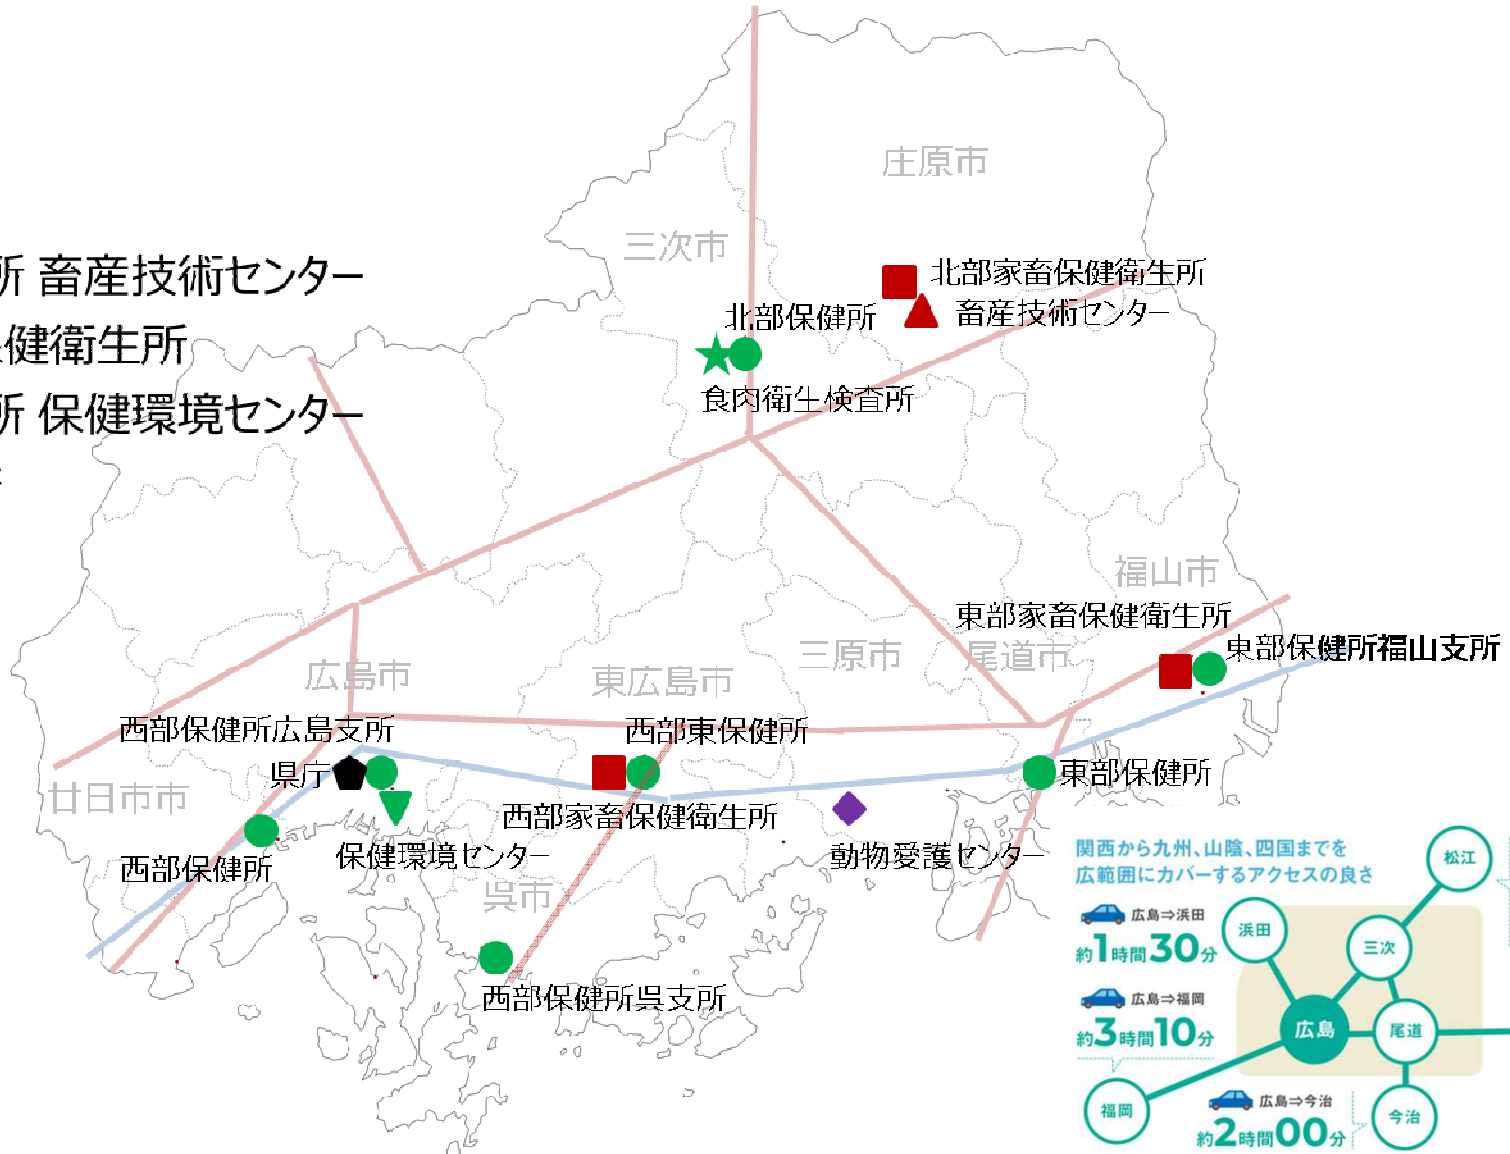 庄原市
三次市
所 畜産技術センター
北部家畜保健衛生所
畜産技術センター
北部保健所
健衛生所
食肉衛生検査所
所 保健環境センター
福山市
東部家畜保健衛生所
広島市
東広島市
三原市
尾道市
東部保健所福山支所
西部保健所広島支所
西部東保健所
県庁
東部保健所
廿日市市
西部家畜保健衛生所
西部保健所
保健環境センター
動物愛護センター
呉市
西部保健所呉支所
関西から九州、山陰、四国までを
広範囲にカバーするアクセスの良さ
広島⇒浜田
約1時間30分
広島⇒福岡
約3時間10分
広島⇒今治
約2時間00分
松江
浜田
三次
広島
尾道
福岡
今治